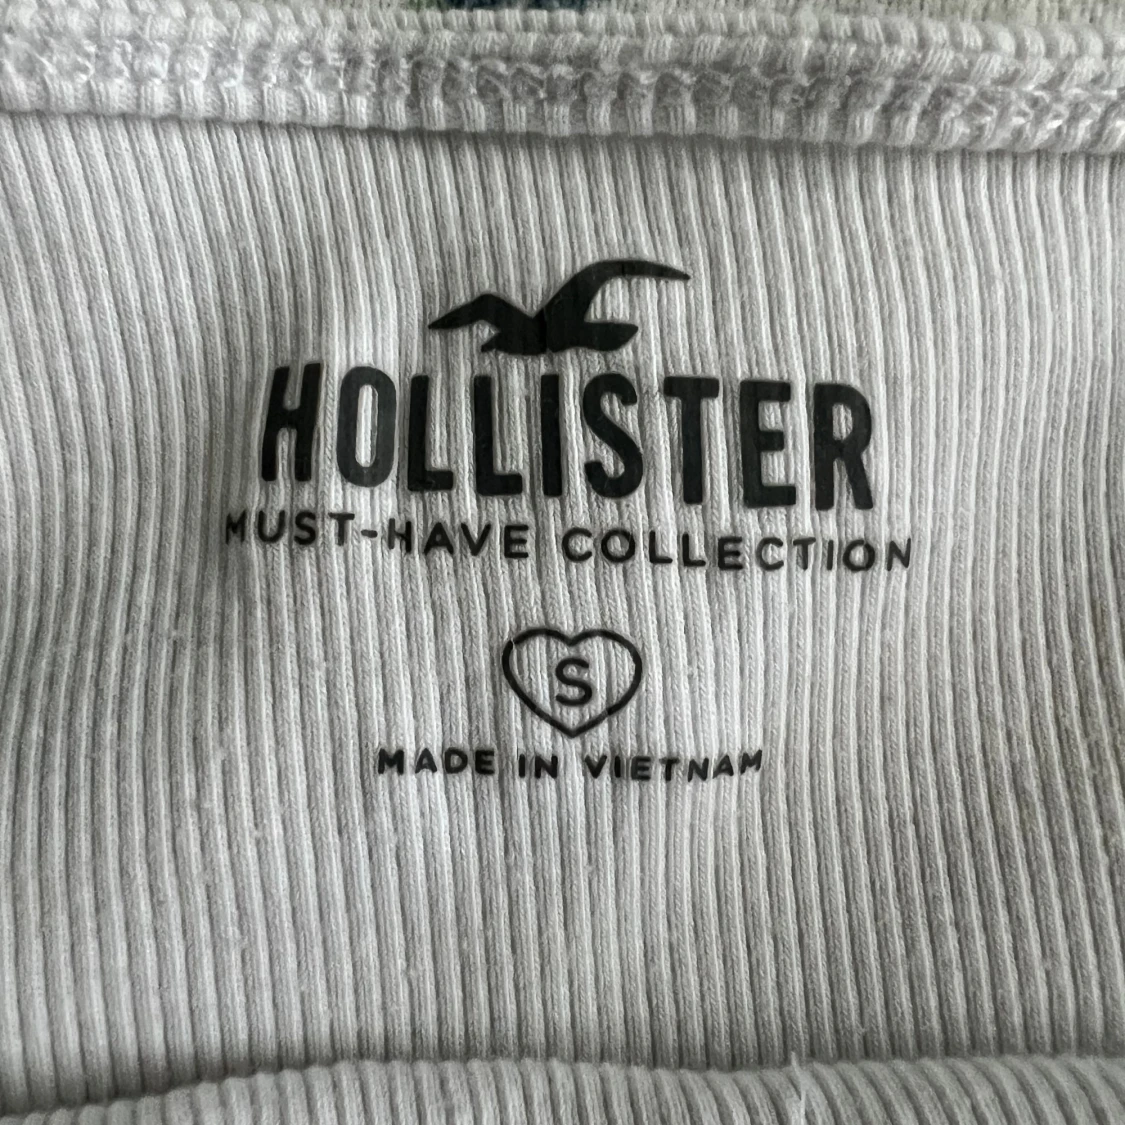 HOLLISTER
MUST-HAVE COLLECTION
S
MADE IN VIETNAM